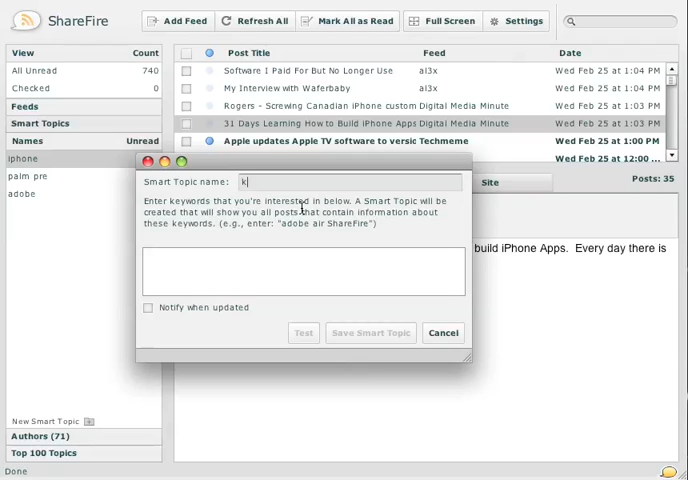 ShareFire
Add Feed
Refresh All
Mark All as Read
Full Screen
Settings
View Count
All Unread 740
Checked 0
Feeds
Smart Topics
Names Unread
iphone
palm pre
adobe
New Smart Topic
Authors (71)
Top 100 Topics
Done
Post Title Feed Date
Software I Paid For But No Longer Use al3x Wed Feb 25 at 1:04 PM
My Interview with Waferbaby al3x Wed Feb 25 at 1:04 PM
Rogers - Screwing Canadian iPhone custom Digital Media Minute Wed Feb 25 at 1:03 PM
31 Days Learning How to Build iPhone Apps Digital Media Minute Wed Feb 25 at 1:03 PM
Apple updates Apple TV software to versic Techmeme Wed Feb 25 at 1:00 PM
Wed Feb 25 at 12:00 ...
Site
Posts: 35
build iPhone Apps. Every day there is
Smart Topic name: k
Enter keywords that you're interested in below. A Smart Topic will be
created that will show you all posts that contain information about
these keywords. (e.g., enter: "adobe air ShareFire")
Notify when updated
Test
Save Smart Topic
Cancel